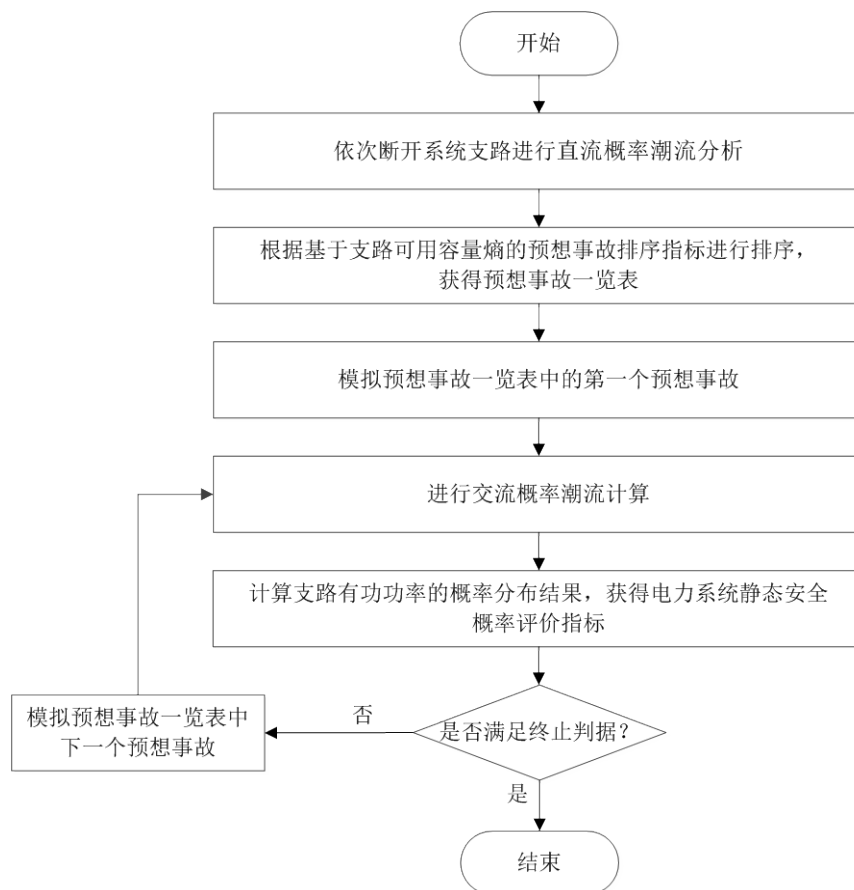 开始
依次断开系统支路进行直流概率潮流分析
根据基于支路可用容量熵的预想事故排序指标进行排序，
获得预想事故一览表
模拟预想事故一览表中的第一个预想事故
进行交流概率潮流计算
计算支路有功功率的概率分布结果，获得电力系统静态安全
概率评价指标
模拟预想事故一览表中
下一个预想事故
否
是否满足终止判据？
是
结束